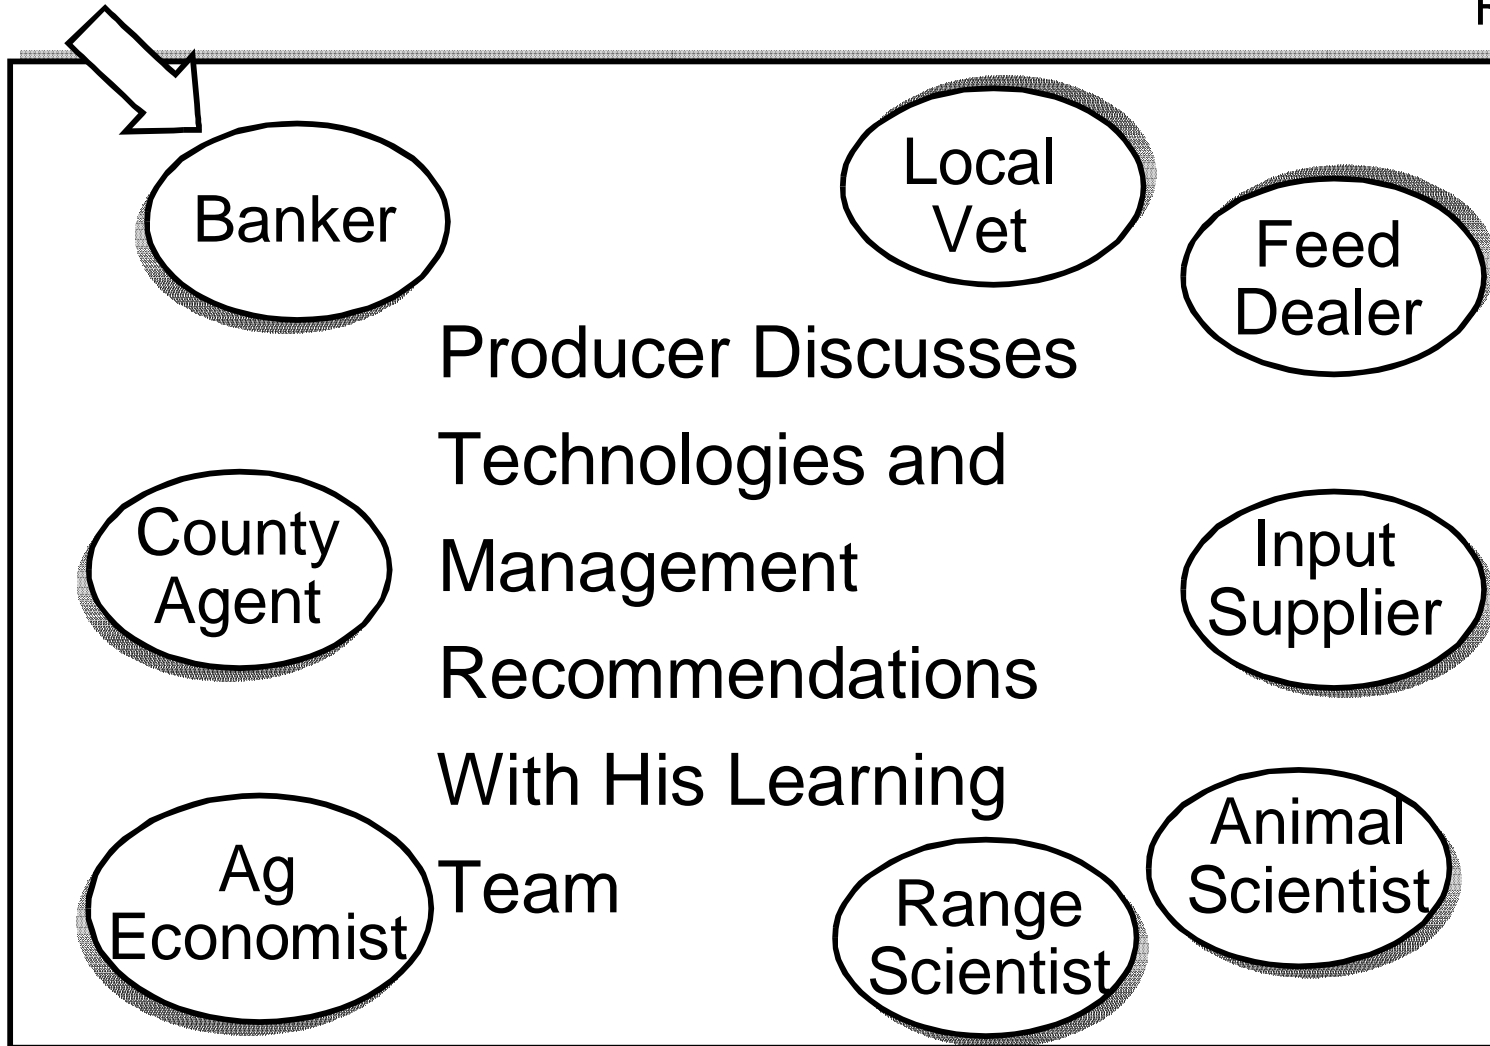 Banker
Local
Vet
Feed
Dealer
Producer Discusses
Technologies and
Management
Recommendations
With His Learning
Team
County
Agent
Input
Supplier
Ag
Economist
Range
Scientist
Animal
Scientist